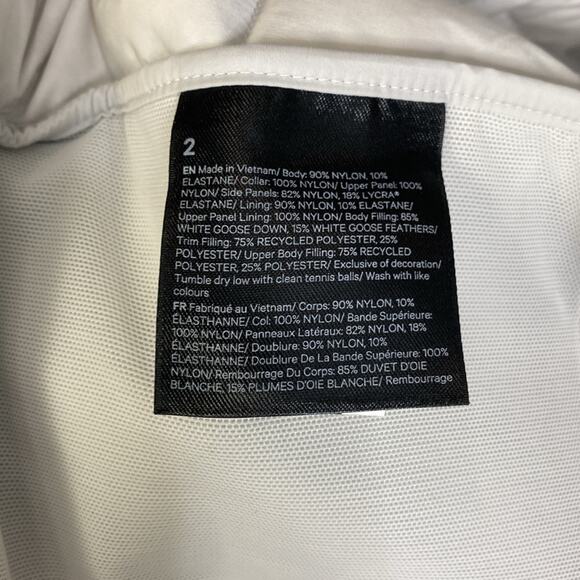 2
EN Made in Vietnam/ Body: 90% NYLON, 10%
ELASTANE/ Collar: 100% NYLON/ Upper Panel: 100%
NYLON/ Side Panels: 82% NYLON, 18% LYCRA®
ELASTANE/ Lining: 90% NYLON, 10% ELASTANE/
Upper Panel Lining: 100% NYLON/ Body Filling: 85%
WHITE GOOSE DOWN, 15% WHITE GOOSE FEATHERS/
Trim Filling: 75% RECYCLED POLYESTER, 25%
POLYESTER/ Upper Body Filling: 75% RECYCLED
POLYESTER, 25% POLYESTER/ Exclusive of decoration/
Tumble dry low with clean tennis balls/ Wash with like
colours
FR Fabriqué au Vietnam/ Corps: 90% NYLON, 10%
ÉLASTHANNE/ Col: 100% NYLON/ Bande Supérieure:
100% NYLON/ Panneaux Latéraux: 82% NYLON, 18%
ÉLASTHANNE/ Doublure: 90% NYLON, 10%
ÉLASTHANNE/ Doublure De La Bande Supérieure: 100%
NYLON/ Rembourrage Du Corps: 85% DUVET D'OIE
BLANCHE, 15% PLUMES D'OIE BLANCHE/ Rembourrage